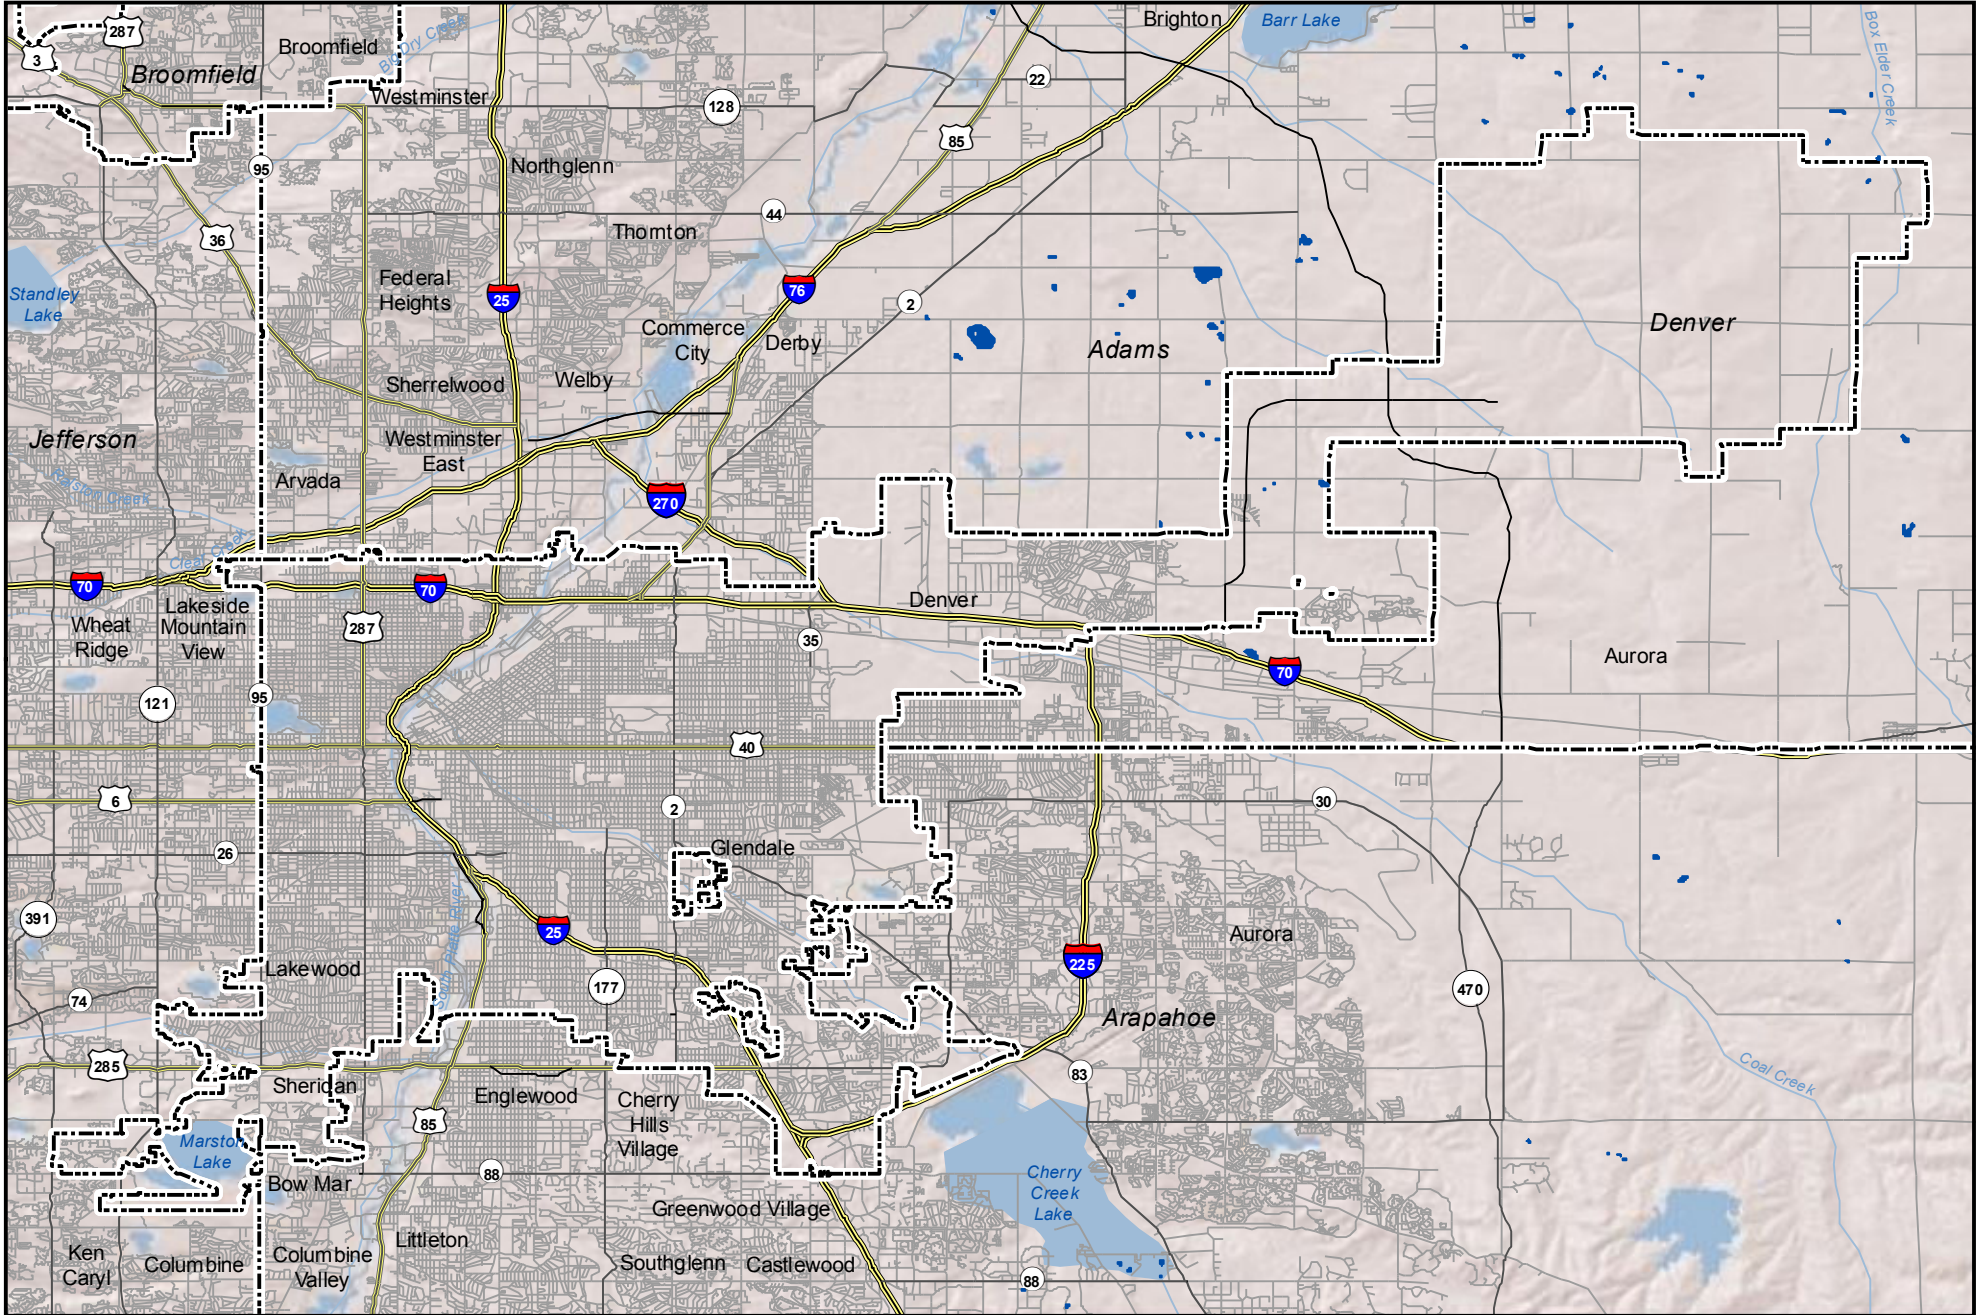 Brighton
Barr Lake
287
Broomfield
3
Broomfield
Big Dry Creek
Box Elder Creek
22
Westminster
128
85
Northglenn
95
44
Thornton
36
Federal
Heights
Standley
Lake
25
76
2
Commerce
City
Derby
Denver
Adams
Sherrelwood
Welby
Jefferson
Westminster
East
Arvada
Ralston Creek
270
Clear Creek
70
70
Lakeside
Mountain
View
Wheat
Ridge
287
Denver
35
Aurora
70
121
95
40
6
2
30
26
Glendale
391
South Platte River
25
Aurora
225
Lakewood
177
470
74
Arapahoe
285
Sheridan
Englewood
83
Coal Creek
Cherry
Hills
Village
85
Marston
Lake
88
Bow Mar
Cherry
Creek
Lake
Greenwood Village
Littleton
Ken
Caryl
Columbine
Columbine
Valley
Southglenn
Castlewood
88